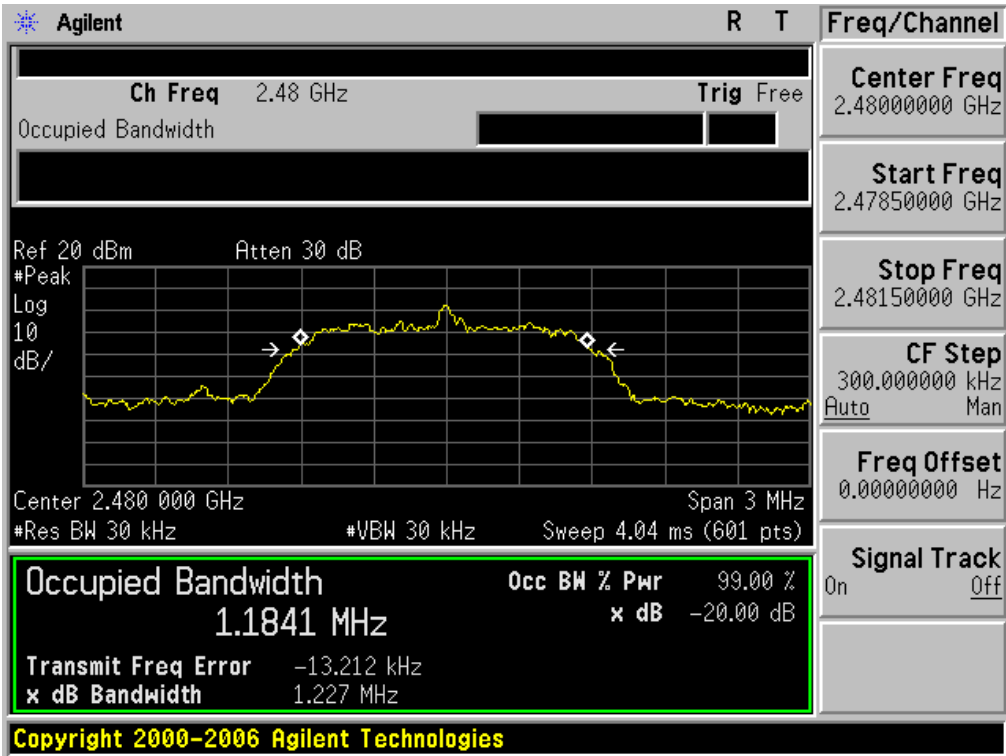 Agilent R T
Ch Freq 2.48 GHz Trig Free
Occupied Bandwidth
Ref 20 dBm Atten 30 dB
#Peak
Log
10
dB/
Center 2.480 000 GHz Span 3 MHz
#Res BW 30 kHz #VBW 30 kHz Sweep 4.04 ms (601 pts)
Occupied Bandwidth Occ BW % Pwr 99.00 %
1.1841 MHz x dB -20.00 dB
Transmit Freq Error -13.212 kHz
x dB Bandwidth 1.227 MHz
Copyright 2000-2006 Agilent Technologies
Freq/Channel
Center Freq
2.48000000 GHz
Start Freq
2.47850000 GHz
Stop Freq
2.48150000 GHz
CF Step
300.000000 kHz
Auto Man
Freq Offset
0.00000000 Hz
Signal Track
On Off